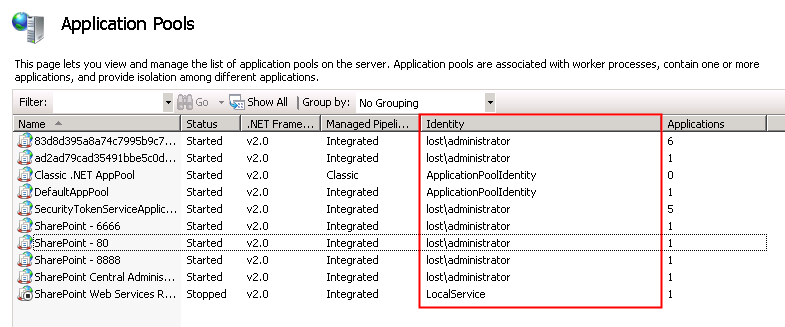 Application Pools
This page lets you view and manage the list of application pools on the server. Application pools are associated with worker processes, contain one or more
applications, and provide isolation among different applications.
Filter: Go Show All Group by: No Grouping
Name Status .NET Frame... Managed Pipeli... Identity Applications
83d8d395a8a74c7995b9c7... Started v2.0 Integrated lost\administrator 6
ad2ad79cad35491bbe5c0d... Started v2.0 Integrated lost\administrator 1
Classic .NET AppPool Started v2.0 Classic ApplicationPoolIdentity 0
DefaultAppPool Started v2.0 Integrated ApplicationPoolIdentity 1
SecurityTokenServiceApplic... Started v2.0 Integrated lost\administrator 5
SharePoint - 6666 Started v2.0 Integrated lost\administrator 1
SharePoint - 80 Started v2.0 Integrated lost\administrator 1
SharePoint - 8888 Started v2.0 Integrated lost\administrator 1
SharePoint Central Adminis... Started v2.0 Integrated lost\administrator 1
SharePoint Web Services R... Stopped v2.0 Integrated LocalService 1